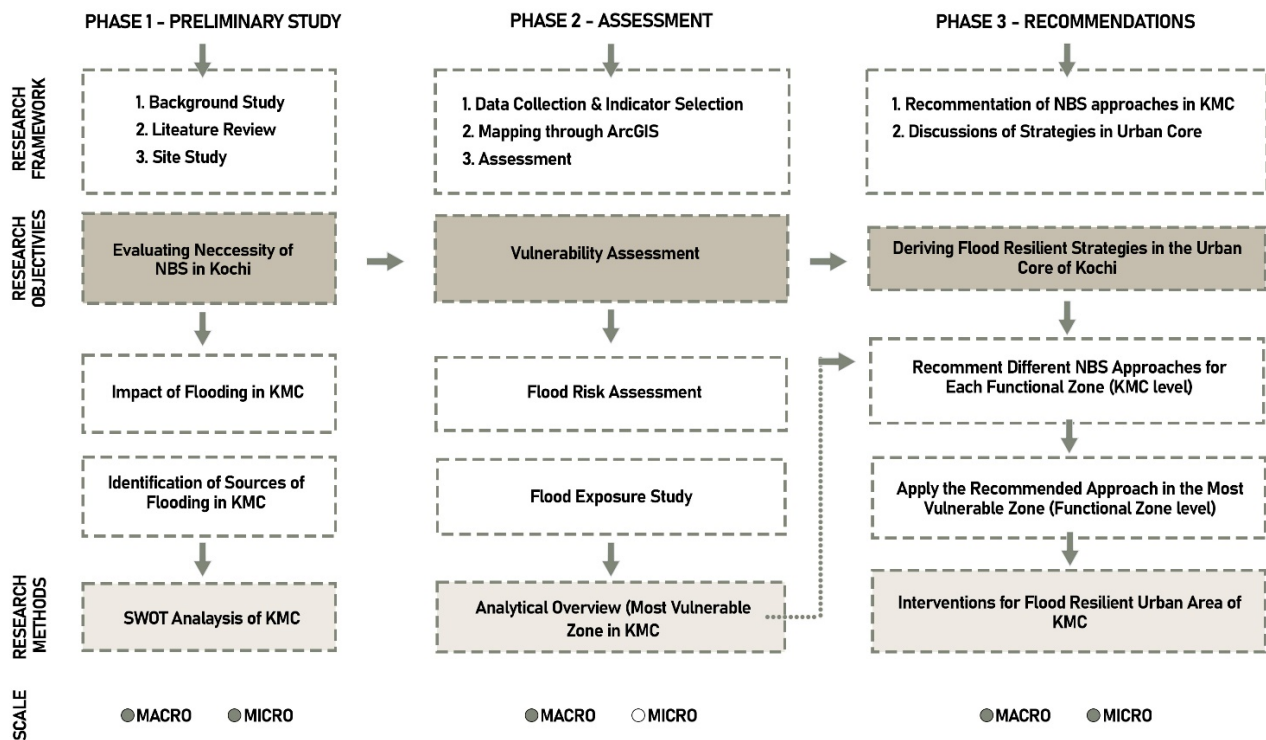 PHASE 1 - PRELIMINARY STUDY
PHASE 2 - ASSESSMENT
PHASE 3 - RECOMMENDATIONS
RESEARCH
FRAMEWORK
1. Background Study
2. Liteature Review
3. Site Study
1. Data Collection & Indicator Selection
2. Mapping through ArcGIS
3. Assessment
1. Recommentation of NBS approaches in KMC
2. Discussions of Strategies in Urban Core
RESEARCH
OBJECTIVES
Evaluating Neccessity of
NBS in Kochi
Vulnerability Assessment
Deriving Flood Resilient Strategies in the Urban
Core of Kochi
Impact of Flooding in KMC
Flood Risk Assessment
Recomment Different NBS Approaches for
Each Functional Zone (KMC level)
Identification of Sources of
Flooding in KMC
Flood Exposure Study
Apply the Recommended Approach in the Most
Vulnerable Zone (Functional Zone level)
RESEARCH
METHODS
SWOT Analaysis of KMC
Analytical Overview (Most Vulnerable
Zone in KMC
Interventions for Flood Resilient Urban Area of
KMC
SCALE
MACRO
MICRO
MACRO
MICRO
MACRO
MICRO